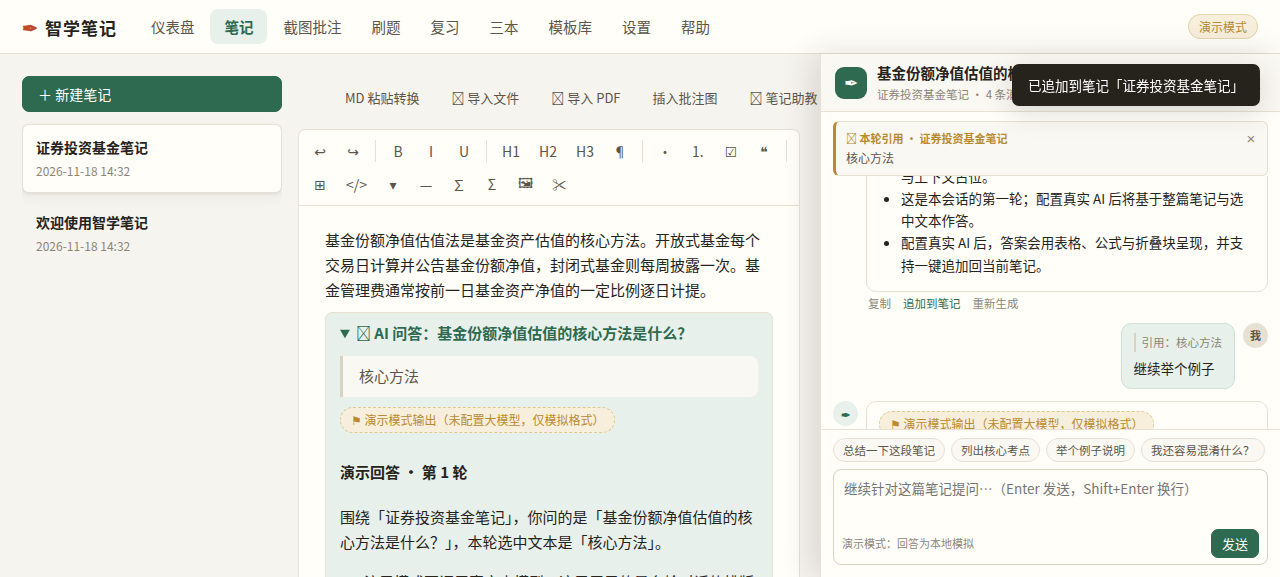 智学笔记
仪表盘
笔记
截图批注
刷题
复习
三本
模板库
设置
帮助
演示模式
＋ 新建笔记
证券投资基金笔记
2026-11-18 14:32
欢迎使用智学笔记
2026-11-18 14:32
MD 粘贴转换
导入文件
导入 PDF
插入批注图
笔记助教
B I U H1 H2 H3 ¶ • 1. ☑ ❝
⊞ </> ▾ — ∑ Σ
基金份额净值估值法是基金资产估值的核心方法。开放式基金每个
交易日计算并公告基金份额净值，封闭式基金则每周披露一次。基
金管理费通常按前一日基金资产净值的一定比例逐日计提。
▼ AI 问答：基金份额净值估值的核心方法是什么？
核心方法
⚑ 演示模式输出（未配置大模型，仅模拟格式）
演示回答 · 第 1 轮
围绕「证券投资基金笔记」，你问的是「基金份额净值估值的核
心方法是什么？」，本轮选中文本是「核心方法」。
基金份额净值估值的
证券投资基金笔记 · 4 条
已追加到笔记「证券投资基金笔记」
本轮引用 · 证券投资基金笔记
×
核心方法
与上下文占位。
这是本会话的第一轮；配置真实 AI 后将基于整篇笔记与选
中文本作答。
配置真实 AI 后，答案会用表格、公式与折叠块呈现，并支
持一键追加回当前笔记。
复制 追加到笔记 重新生成
引用：核心方法
继续举个例子
我
⚑ 演示模式输出（未配置大模型，仅模拟格式）
总结一下这段笔记
列出核心考点
举个例子说明
我还容易混淆什么？
继续针对这篇笔记提问…（Enter 发送，Shift+Enter 换行）
演示模式：回答为本地模拟
发送